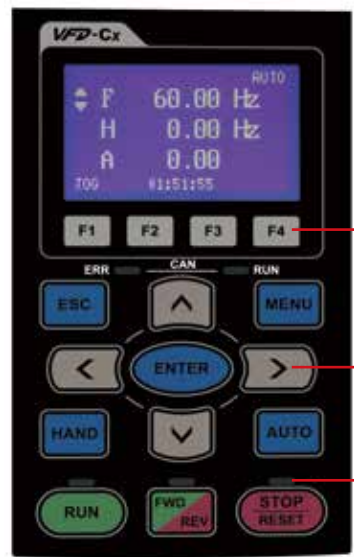 VFD-Cx
AUTO
F 60.00 Hz
H 0.00 Hz
A 0.00
TOG 01:51:55
F1 F2 F3 F4
ERR CAN RUN
ESC MENU
ENTER
HAND AUTO
RUN FWD REV STOP RESET